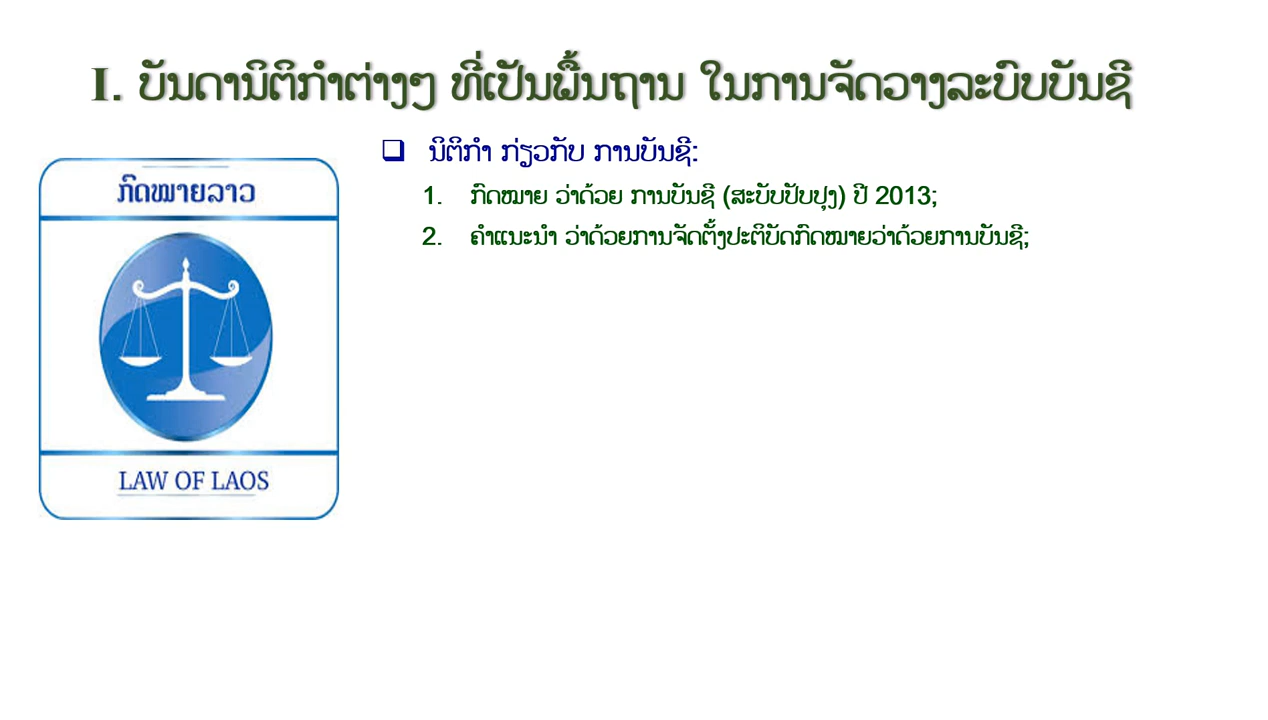 I. ບັນດານິຕິກຳຕ່າງໆ ທີ່ເປັນພື້ນຖານ ໃນການຈັດວາງລະບົບບັນຊີ
ກົດໝາຍລາວ
LAW OF LAOS
❑ ນິຕິກຳ ກ່ຽວກັບ ການບັນຊີ:
1. ກົດໝາຍ ວ່າດ້ວຍ ການບັນຊີ (ສະບັບປັບປຸງ) ປີ 2013;
2. ຄຳແນະນຳ ວ່າດ້ວຍການຈັດຕັ້ງປະຕິບັດກົດໝາຍວ່າດ້ວຍການບັນຊີ;